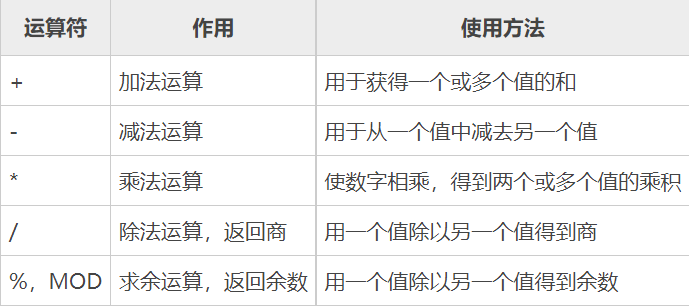 运算符 作用 使用方法
+ 加法运算 用于获得一个或多个值的和
- 减法运算 用于从一个值中减去另一个值
* 乘法运算 使数字相乘，得到两个或多个值的乘积
/ 除法运算，返回商 用一个值除以另一个值得到商
%，MOD 求余运算，返回余数 用一个值除以另一个值得到余数